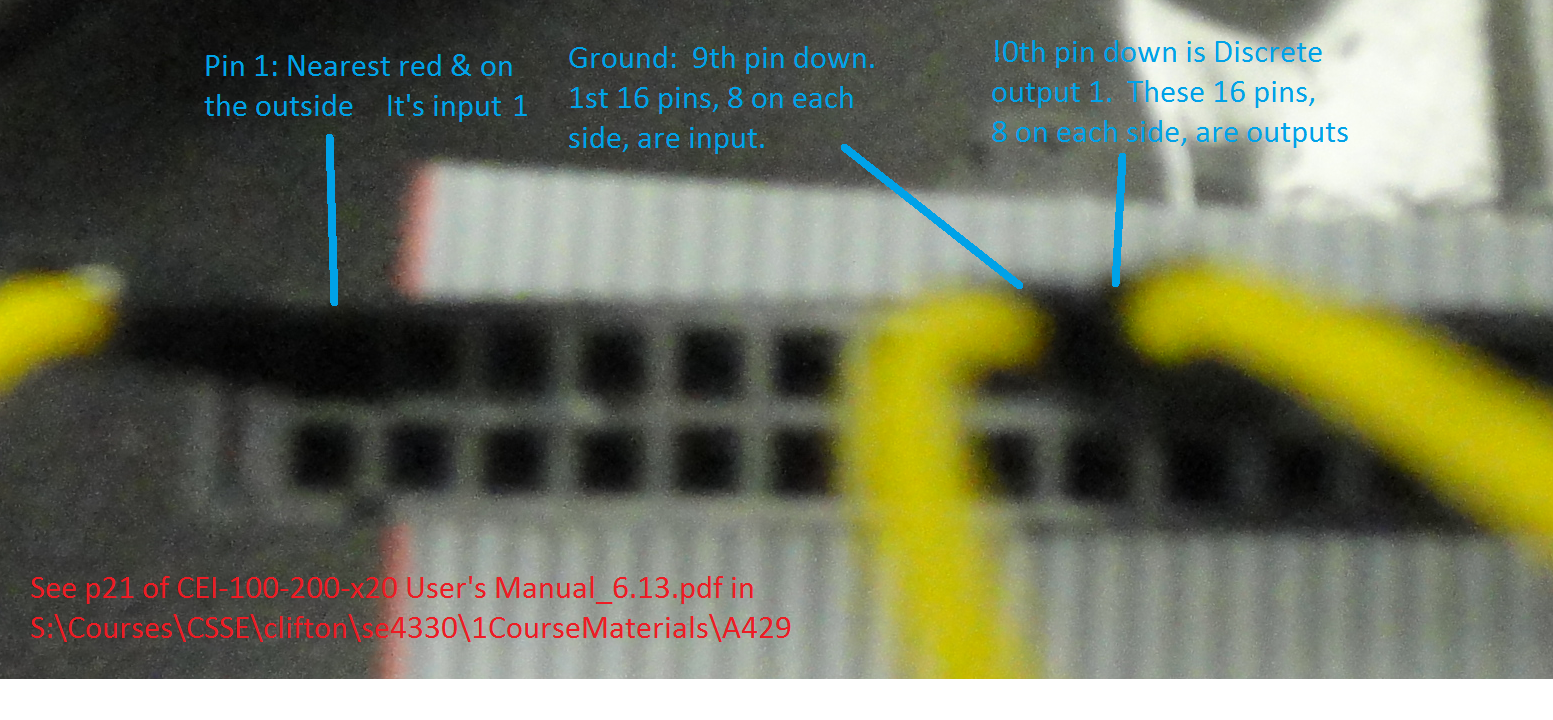 Pin 1: Nearest red & on
the outside    It's input 1
Ground:  9th pin down.
1st 16 pins, 8 on each
side, are input.
!0th pin down is Discrete
output 1.  These 16 pins,
8 on each side, are outputs
See p21 of CEI-100-200-x20 User's Manual_6.13.pdf in
S:\Courses\CSSE\clifton\se4330\1CourseMaterials\A429